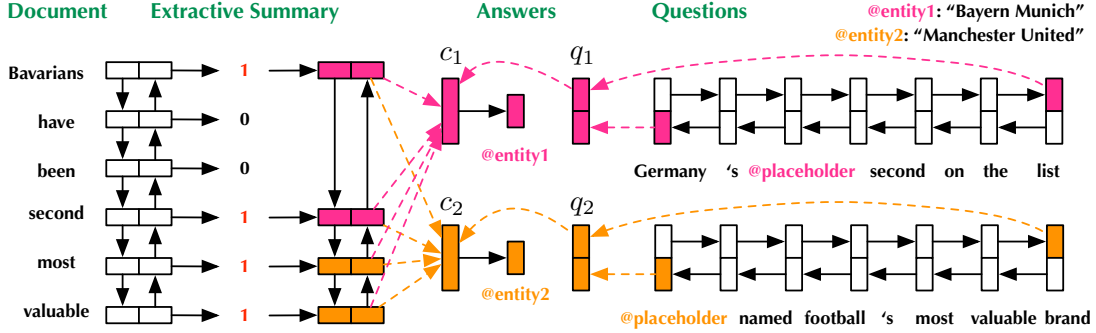 Document Extractive Summary Answers Questions
@entity1: “Bayern Munich”
@entity2: “Manchester United”
Bavarians 1
have 0
been 0
second 1
most 1
valuable 1
c1 q1
@entity1
Germany 's @placeholder second on the list
c2 q2
@entity2
@placeholder named football 's most valuable brand